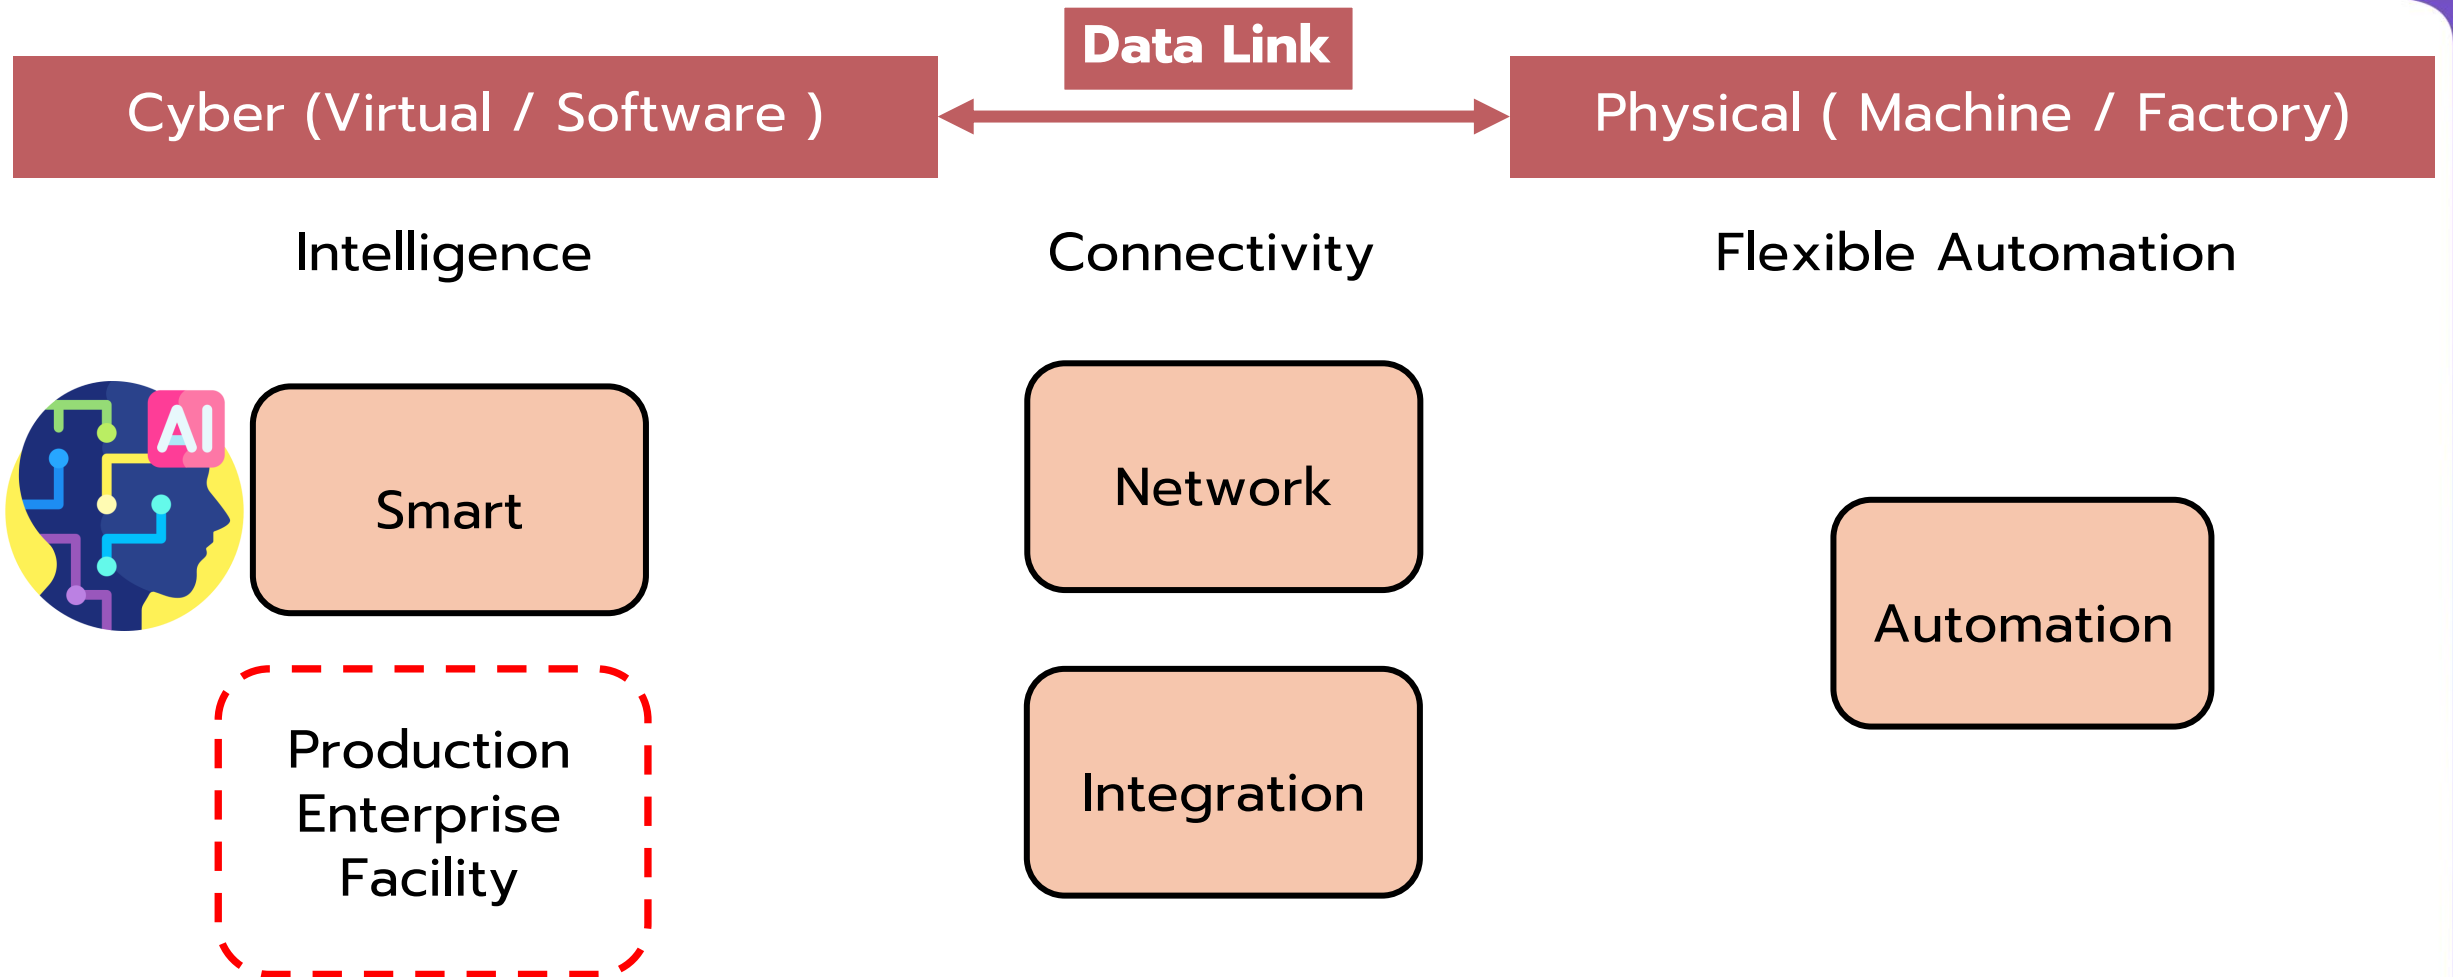 Data Link
Cyber (Virtual / Software )
Physical ( Machine / Factory)
Intelligence
Connectivity
Flexible Automation
AI
Smart
Network
Automation
Production
Enterprise
Facility
Integration